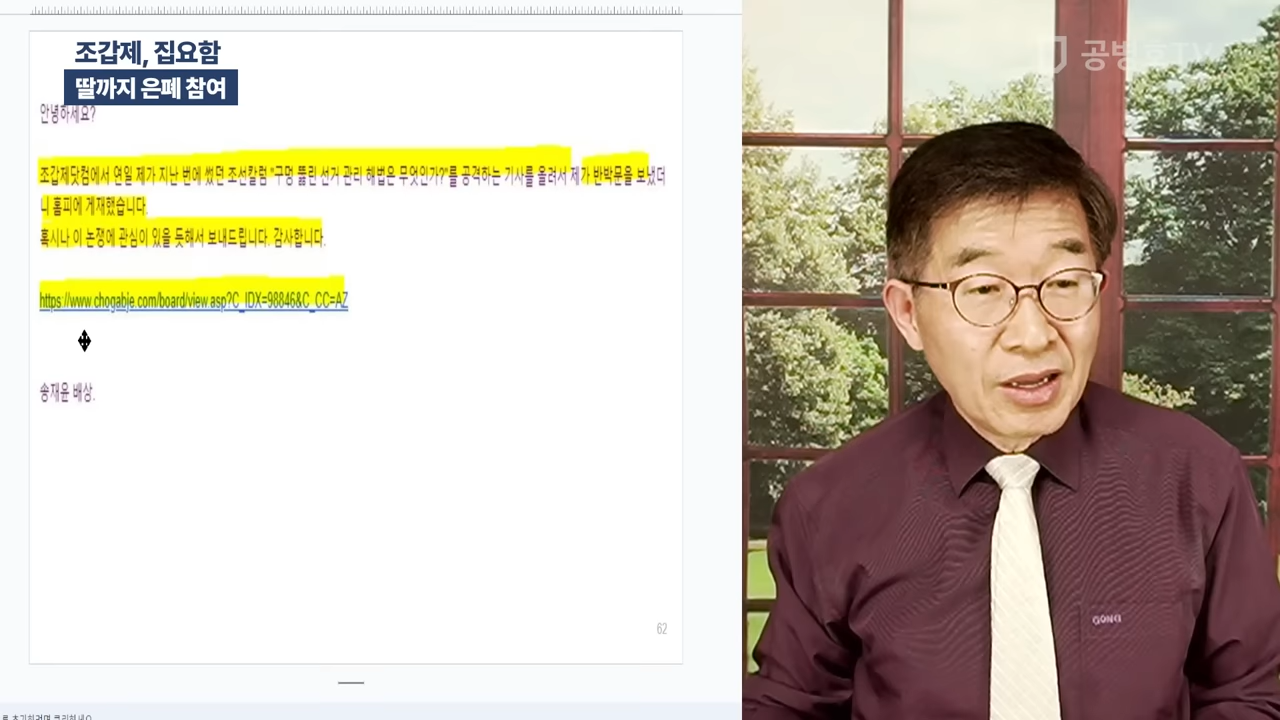 조갑제, 집요함
딸까지 은폐 참여
안녕하세요?
조갑제닷컴에서 연일 제가 지난 번에 썼던 조선칼럼 "구멍 뚫린 선거 관리 해법은 무엇인가?"를 공격하는 기사를 올려서 제가 반박문을 보냈더
니 홈피에 게재했습니다.
혹시나 이 논쟁에 관심이 있을 듯해서 보내드립니다. 감사합니다.
https://www.chogabje.com/board/view.asp?C_IDX=98846&C_CC=AZ
송재윤 배상.
62
공병호TV
GONG